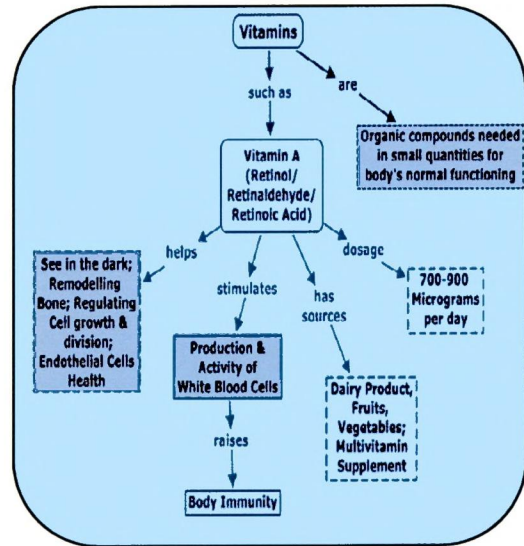 Vitamins
such as
are
Organic compounds needed
in small quantities for
body's normal functioning
Vitamin A
(Retinol/
Retinaldehyde/
Retinoic Acid)
helps
stimulates
has
sources
dosage
See in the dark;
Remodelling
Bone; Regulating
Cell growth &
division;
Endothelial Cells
Health
Production &
Activity of
White Blood Cells
raises
Body Immunity
Dairy Product,
Fruits,
Vegetables;
Multivitamin
Supplement
700-900
Micrograms
per day